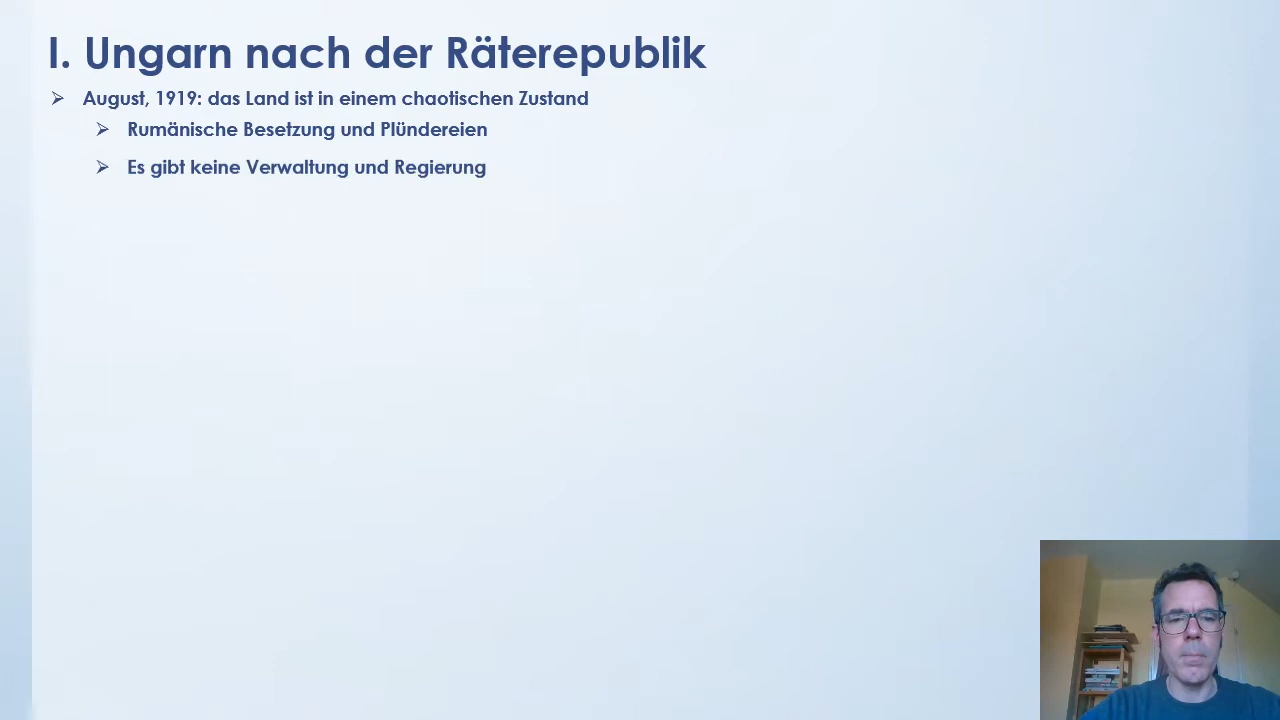 I. Ungarn nach der Räterepublik
August, 1919: das Land ist in einem chaotischen Zustand
Rumänische Besetzung und Plündereien
Es gibt keine Verwaltung und Regierung